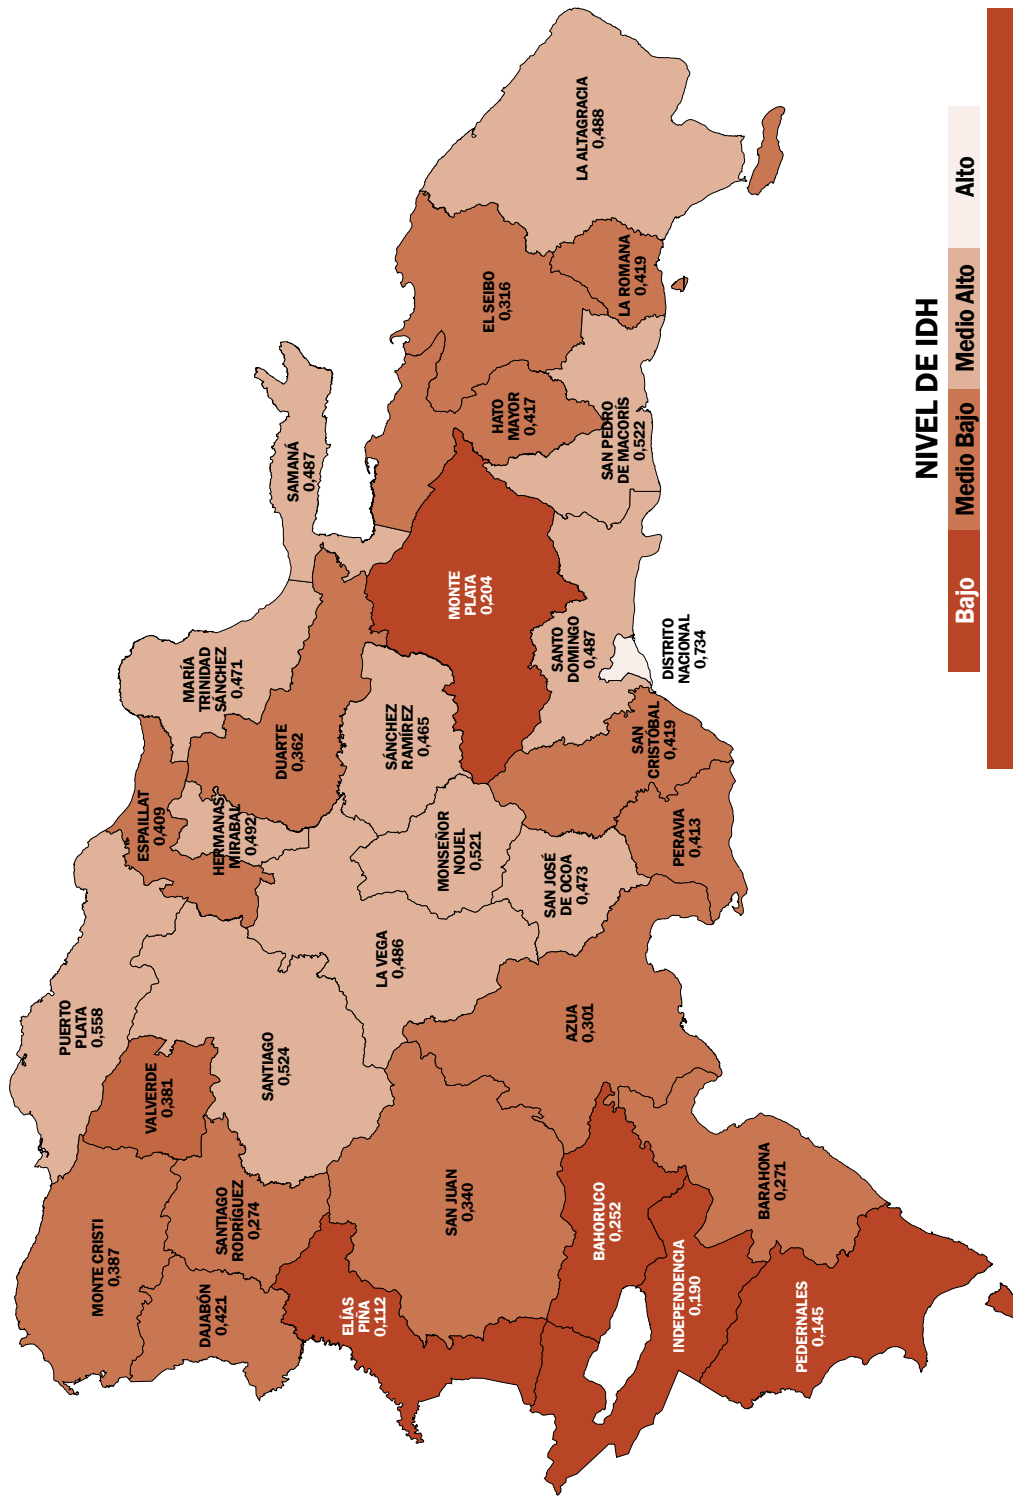 PUERTO
PLATA
0,558
ESPAILLAT
0,409
MARÍA
TRINIDAD
SÁNCHEZ
0,471
MONTE CRISTI
0,387
VALVERDE
0,381
SANTIAGO
RODRÍGUEZ
0,274
DAJABÓN
0,421
SANTIAGO
0,524
HERMANAS
MIRABAL
0,492
DUARTE
0,362
SAMANÁ
0,487
ELÍAS
PIÑA
0,112
SAN JUAN
0,340
LA VEGA
0,486
MONSEÑOR
NOUEL
0,521
SÁNCHEZ
RAMÍREZ
0,465
MONTE
PLATA
0,204
HATO
MAYOR
0,417
EL SEIBO
0,316
LA ALTAGRACIA
0,488
LA ROMANA
0,419
SAN PEDRO
DE MACORÍS
0,522
SANTO
DOMINGO
0,487
DISTRITO
NACIONAL
0,734
SAN
CRISTÓBAL
0,419
PERAVIA
0,413
SAN JOSÉ
DE OCOA
0,473
AZUA
0,301
BAHORUCO
0,252
INDEPENDENCIA
0,190
BARAHONA
0,271
PEDERNALES
0,145
NIVEL DE IDH
Bajo Medio Bajo Medio Alto Alto